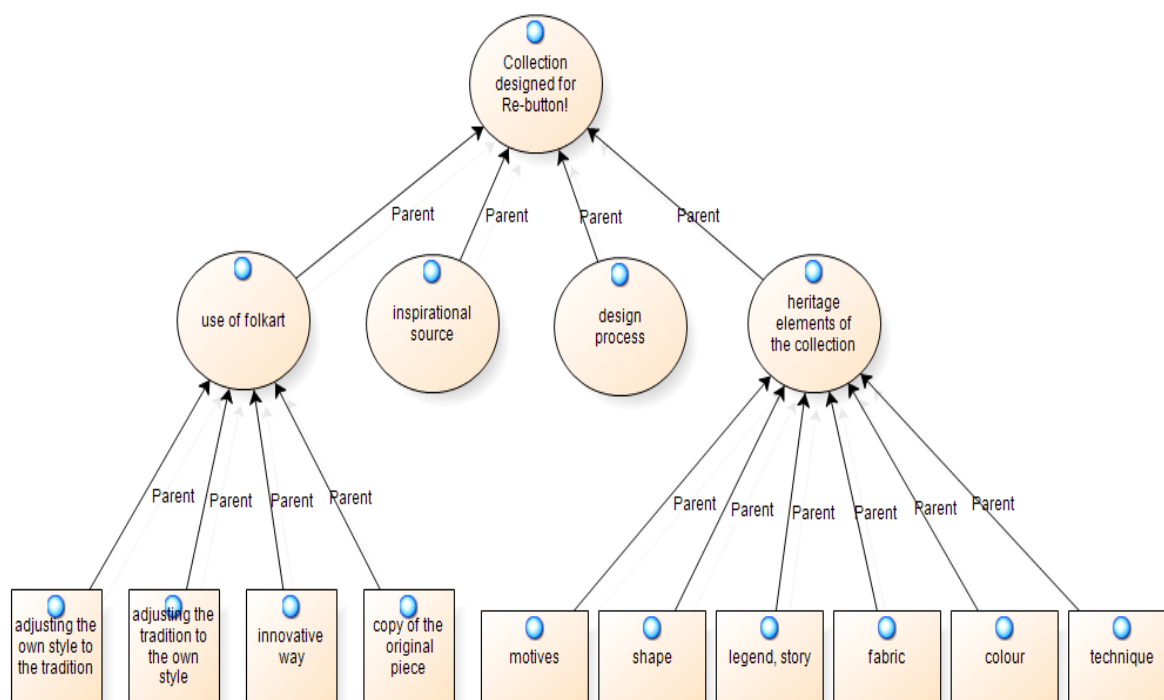 Collection
designed for
Re-button!
Parent
Parent
Parent
Parent
use of folkart
inspirational
source
design
process
heritage
elements of
the collection
Parent
Parent
Parent
Parent
Parent
Parent
Parent
Parent
Parent
Parent
adjusting the
own style to
the tradition
adjusting the
tradition to
the own
style
innovative
way
copy of the
original
piece
motives
shape
legend, story
fabric
colour
technique